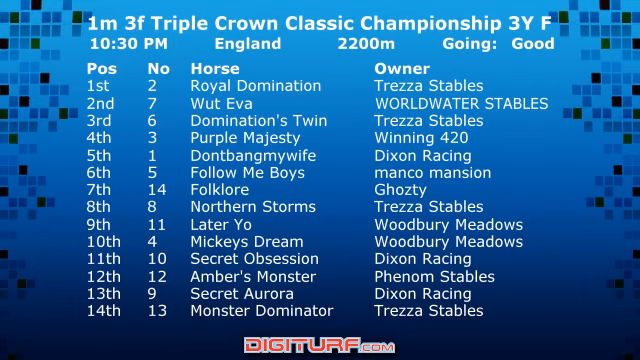 1m 3f Triple Crown Classic Championship 3Y F
10:30 PM England 2200m Going: Good
Pos No Horse Owner
1st 2 Royal Domination Trezza Stables
2nd 7 Wut Eva WORLDWATER STABLES
3rd 6 Domination's Twin Trezza Stables
4th 3 Purple Majesty Winning 420
5th 1 Dontbangmywife Dixon Racing
6th 5 Follow Me Boys manco mansion
7th 14 Folklore Ghozty
8th 8 Northern Storms Trezza Stables
9th 11 Later Yo Woodbury Meadows
10th 4 Mickeys Dream Woodbury Meadows
11th 10 Secret Obsession Dixon Racing
12th 12 Amber's Monster Phenom Stables
13th 9 Secret Aurora Dixon Racing
14th 13 Monster Dominator Trezza Stables
DIGITURF.COM